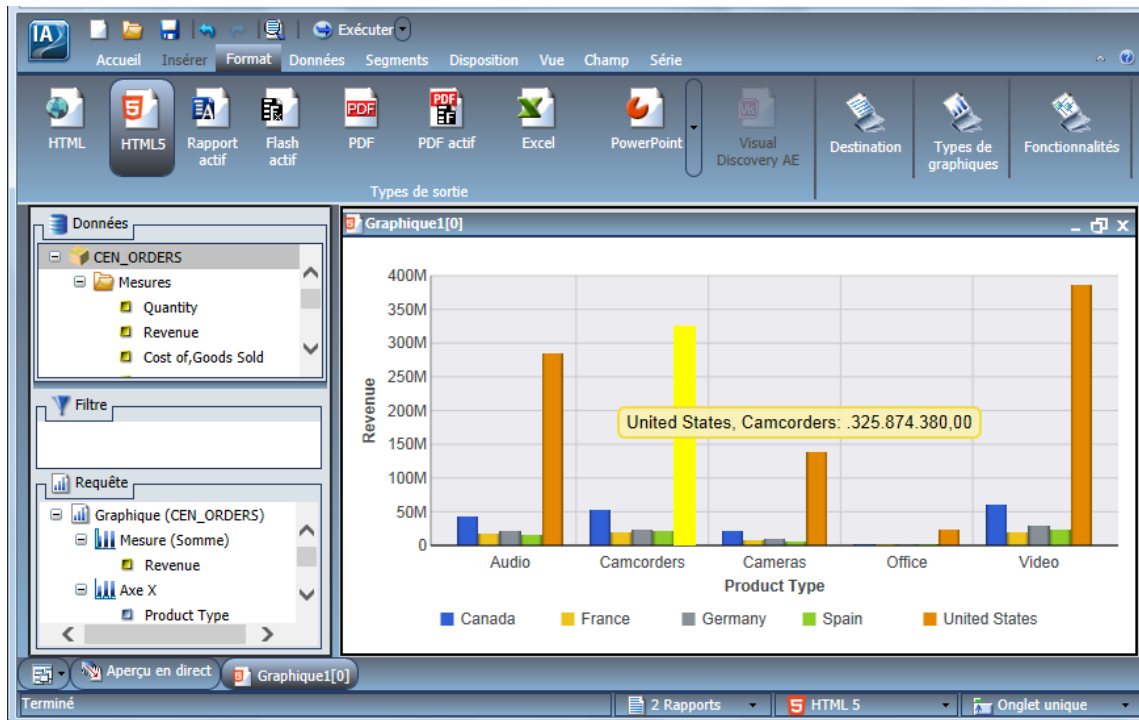 IA
Exécuter
Accueil Insérer Format Données Segments Disposition Vue Champ Série
HTML
HTML5
Rapport actif
Flash actif
PDF
PDF actif
Excel
PowerPoint
Visual Discovery AE
Destination
Types de graphiques
Fonctionnalités
Types de sortie
Données
CEN_ORDERS
Mesures
Quantity
Revenue
Cost of,Goods Sold
Filtre
Requête
Graphique (CEN_ORDERS)
Mesure (Somme)
Revenue
Axe X
Product Type
Graphique1[0]
400M
350M
300M
250M
200M
150M
100M
50M
0
Revenue
United States, Camcorders: .325.874.380,00
Audio Camcorders Cameras Office Video
Product Type
Canada France Germany Spain United States
Aperçu en direct Graphique1[0]
Terminé 2 Rapports HTML 5 Onglet unique